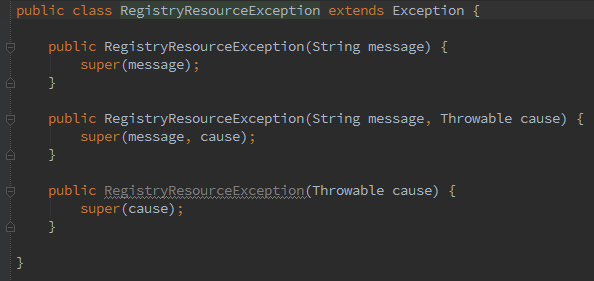 public class RegistryResourceException extends Exception {
public RegistryResourceException(String message) {
super(message);
}
public RegistryResourceException(String message, Throwable cause) {
super(message, cause);
}
public RegistryResourceException(Throwable cause) {
super(cause);
}
}